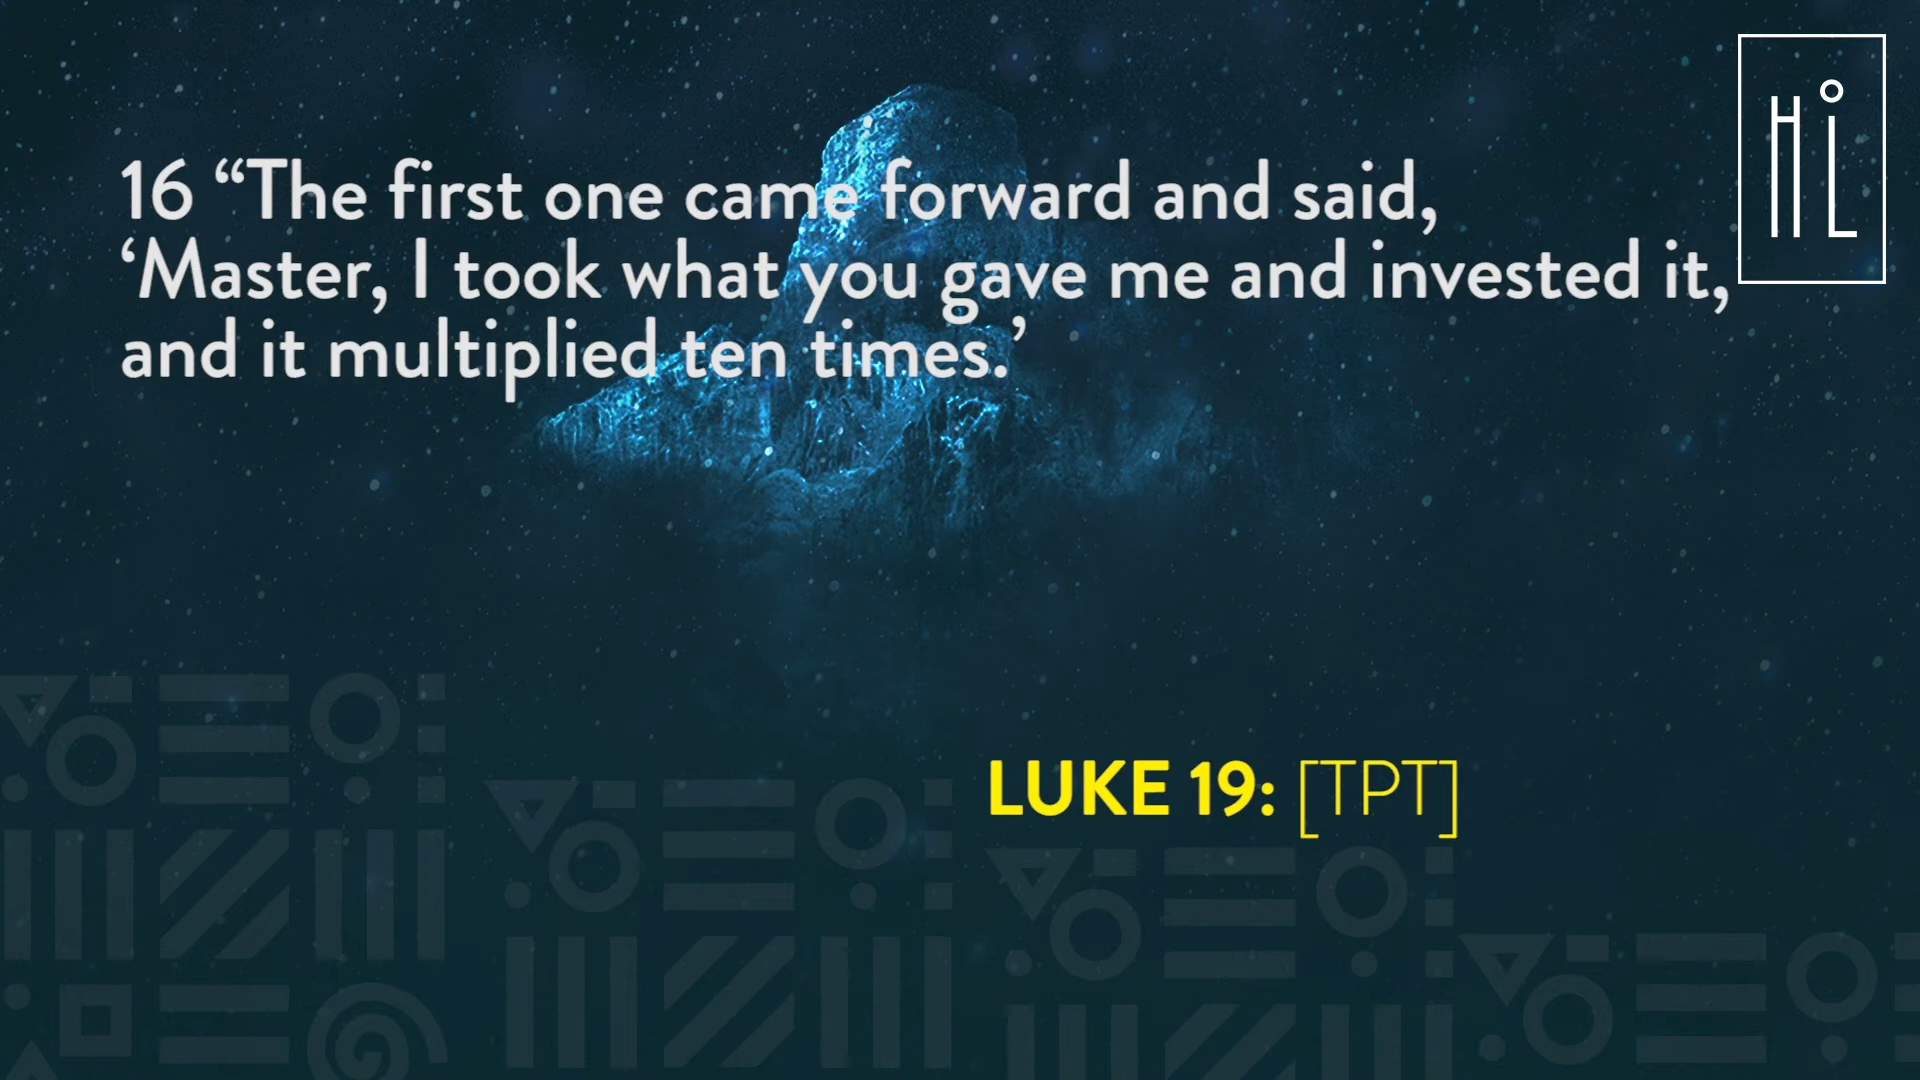 16 “The first one came forward and said,
‘Master, I took what you gave me and invested it,
and it multiplied ten times.’
HiL
LUKE 19: [TPT]